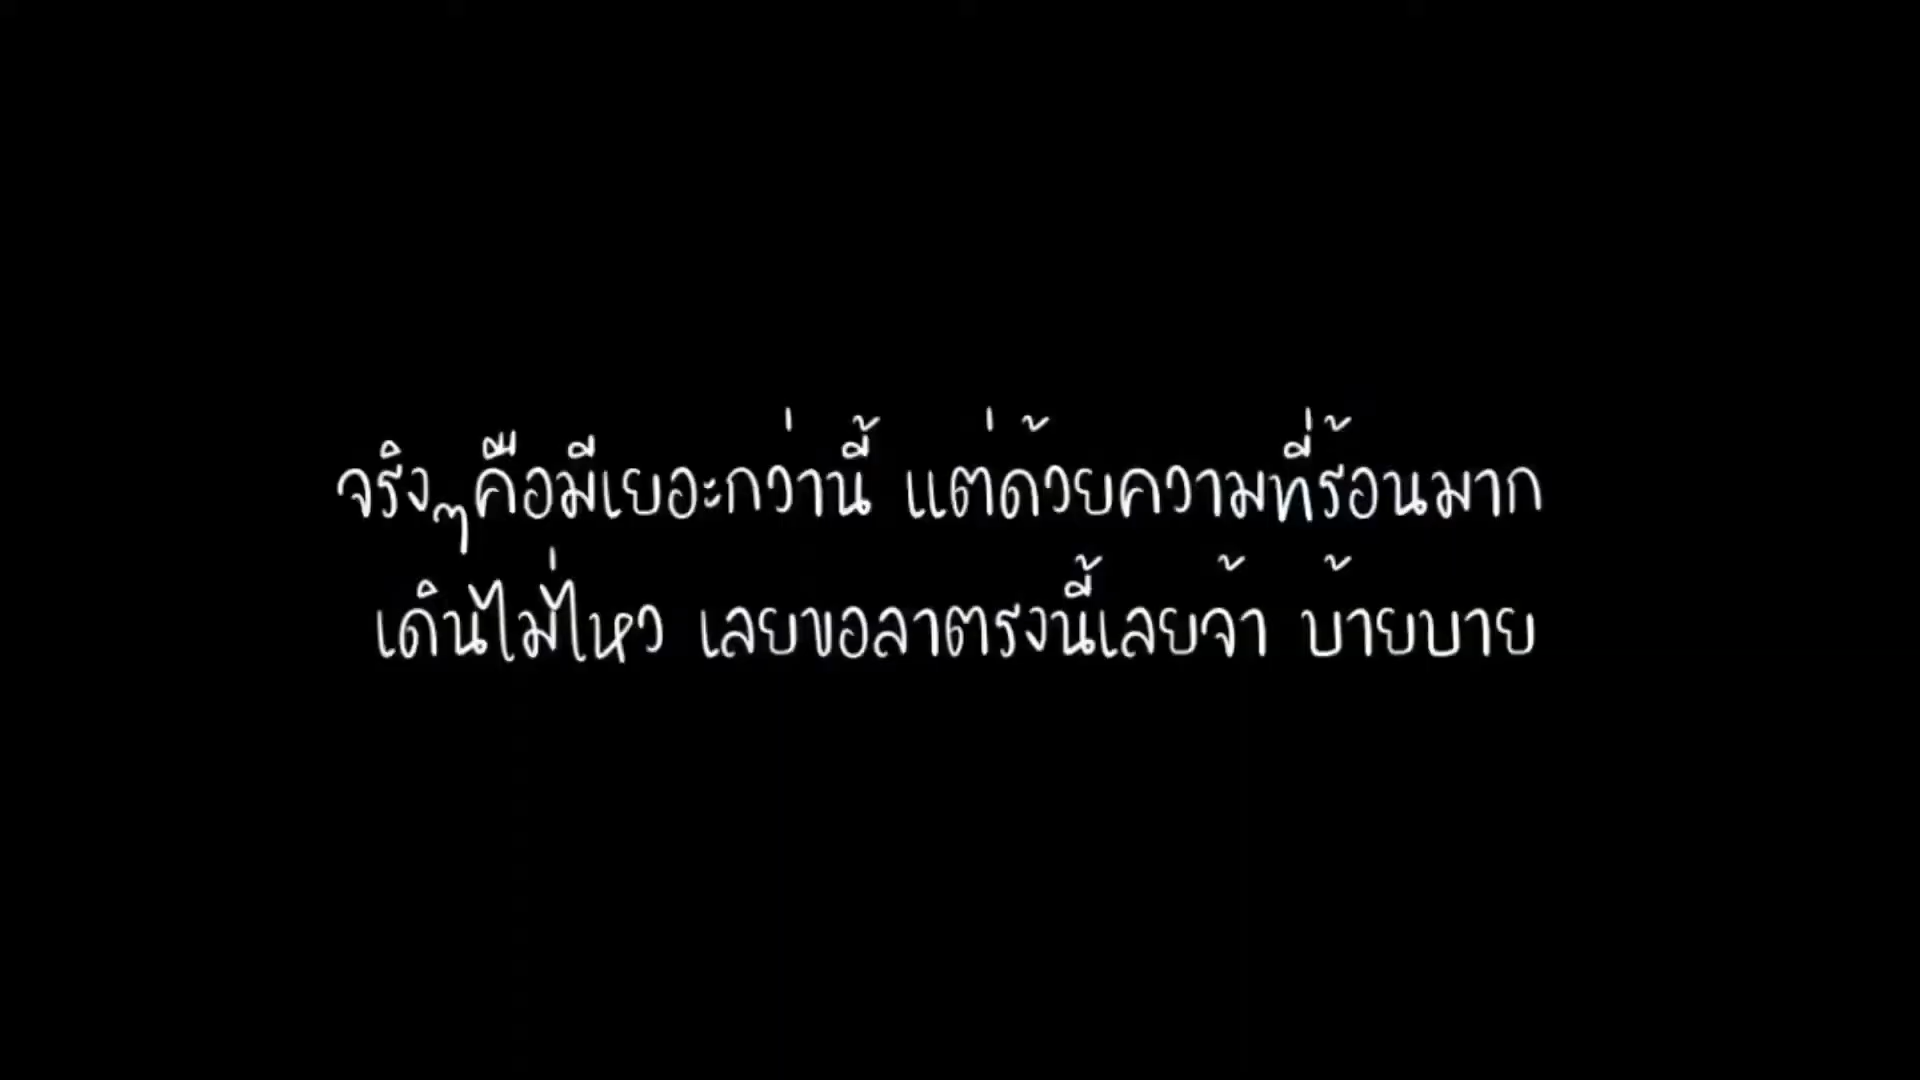 จริงๆคือมีเยอะกว่านี้ แต่ด้วยความที่ร้อนมาก
เดินไม่ไหว เลยขอลาตรงนี้เลยจ้า บ้ายบาย